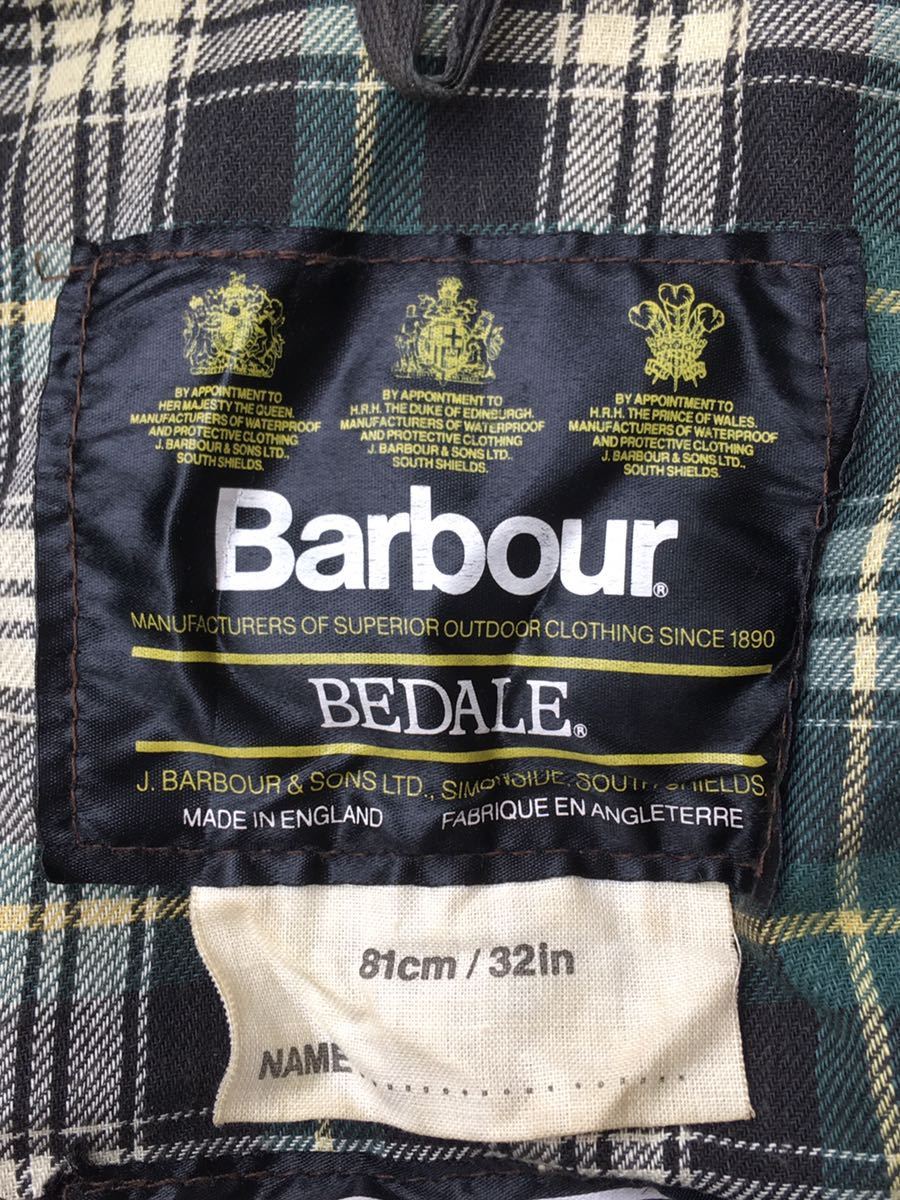 BY APPOINTMENT TO
HER MAJESTY THE QUEEN.
MANUFACTURERS OF WATERPROOF
AND PROTECTIVE CLOTHING
J. BARBOUR & SONS LTD.,
SOUTH SHIELDS.
BY APPOINTMENT TO
H.R.H. THE DUKE OF EDINBURGH.
MANUFACTURERS OF WATERPROOF
AND PROTECTIVE CLOTHING
J. BARBOUR & SONS LTD.,
SOUTH SHIELDS.
BY APPOINTMENT TO
H.R.H. THE PRINCE OF WALES.
MANUFACTURERS OF WATERPROOF
AND PROTECTIVE CLOTHING
J. BARBOUR & SONS LTD.,
SOUTH SHIELDS.
Barbour®
MANUFACTURERS OF SUPERIOR OUTDOOR CLOTHING SINCE 1890
BEDALE®
J. BARBOUR & SONS LTD., SIMONSIDE. SOUTH SHIELDS.
MADE IN ENGLAND FABRIQUE EN ANGLETERRE
81cm / 32in
NAME..........................